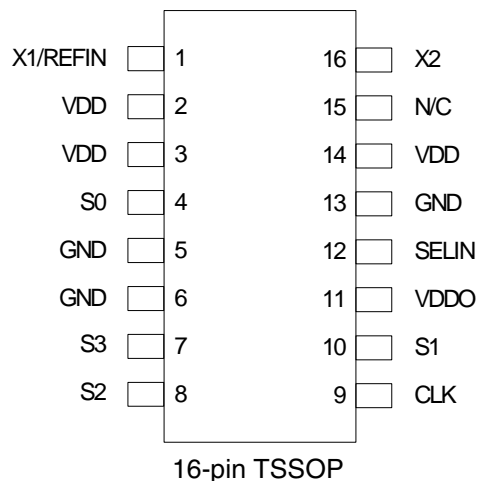 X1/REFIN 1 16 X2
VDD 2 15 N/C
VDD 3 14 VDD
S0 4 13 GND
GND 5 12 SELIN
GND 6 11 VDDO
S3 7 10 S1
S2 8 9 CLK
16-pin TSSOP